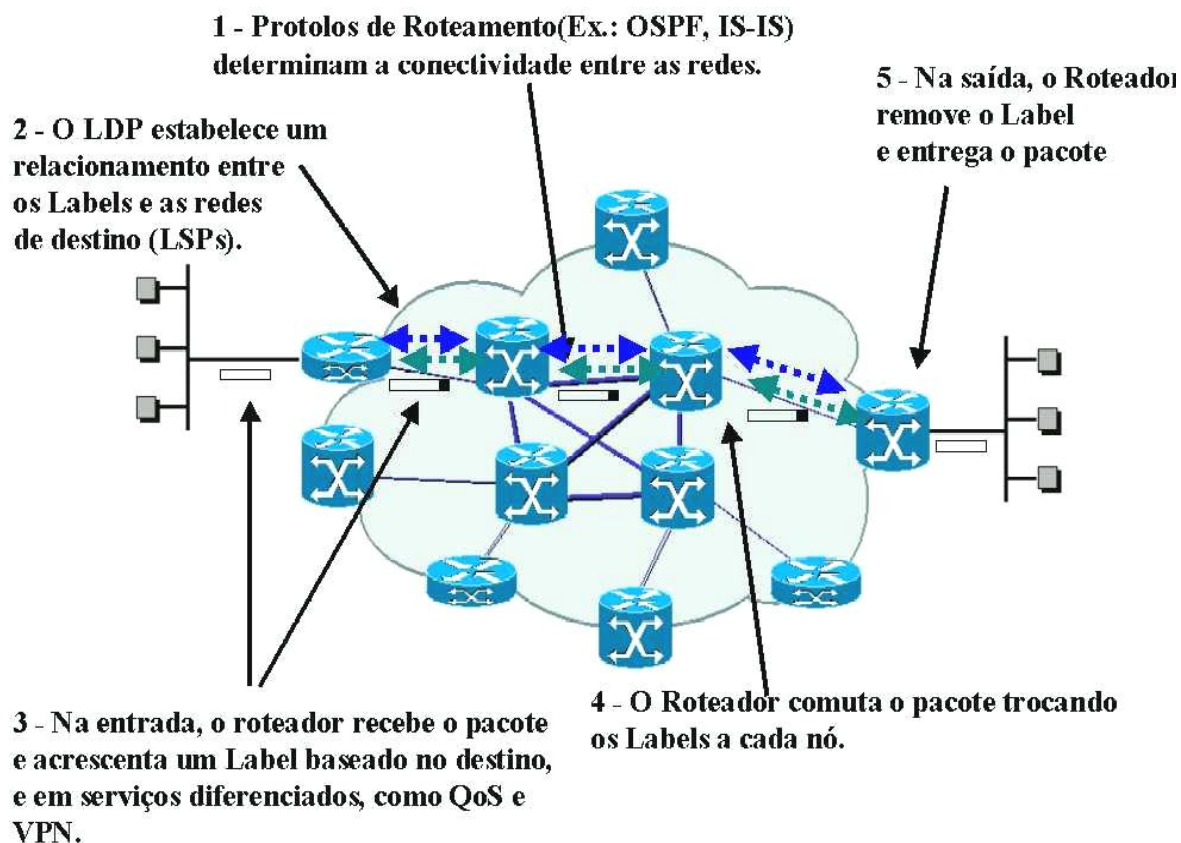 1 - Protolos de Roteamento(Ex.: OSPF, IS-IS)
determinam a conectividade entre as redes.
2 - O LDP estabelece um
relacionamento entre
os Labels e as redes
de destino (LSPs).
5 - Na saída, o Roteador
remove o Label
e entrega o pacote
3 - Na entrada, o roteador recebe o pacote
e acrescenta um Label baseado no destino,
e em serviços diferenciados, como QoS e
VPN.
4 - O Roteador comuta o pacote trocando
os Labels a cada nó.